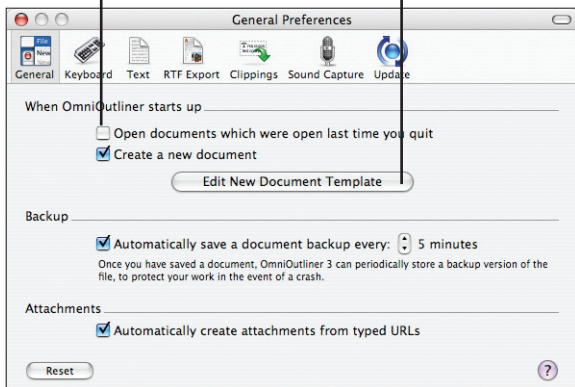 General Preferences
File
New
General Keyboard Text RTF Export Clippings Sound Capture Update
When OmniOutliner starts up
Open documents which were open last time you quit
Create a new document
Edit New Document Template
Backup
Automatically save a document backup every: 5 minutes
Once you have saved a document, OmniOutliner 3 can periodically store a backup version of the
file, to protect your work in the event of a crash.
Attachments
Automatically create attachments from typed URLs
Reset ?